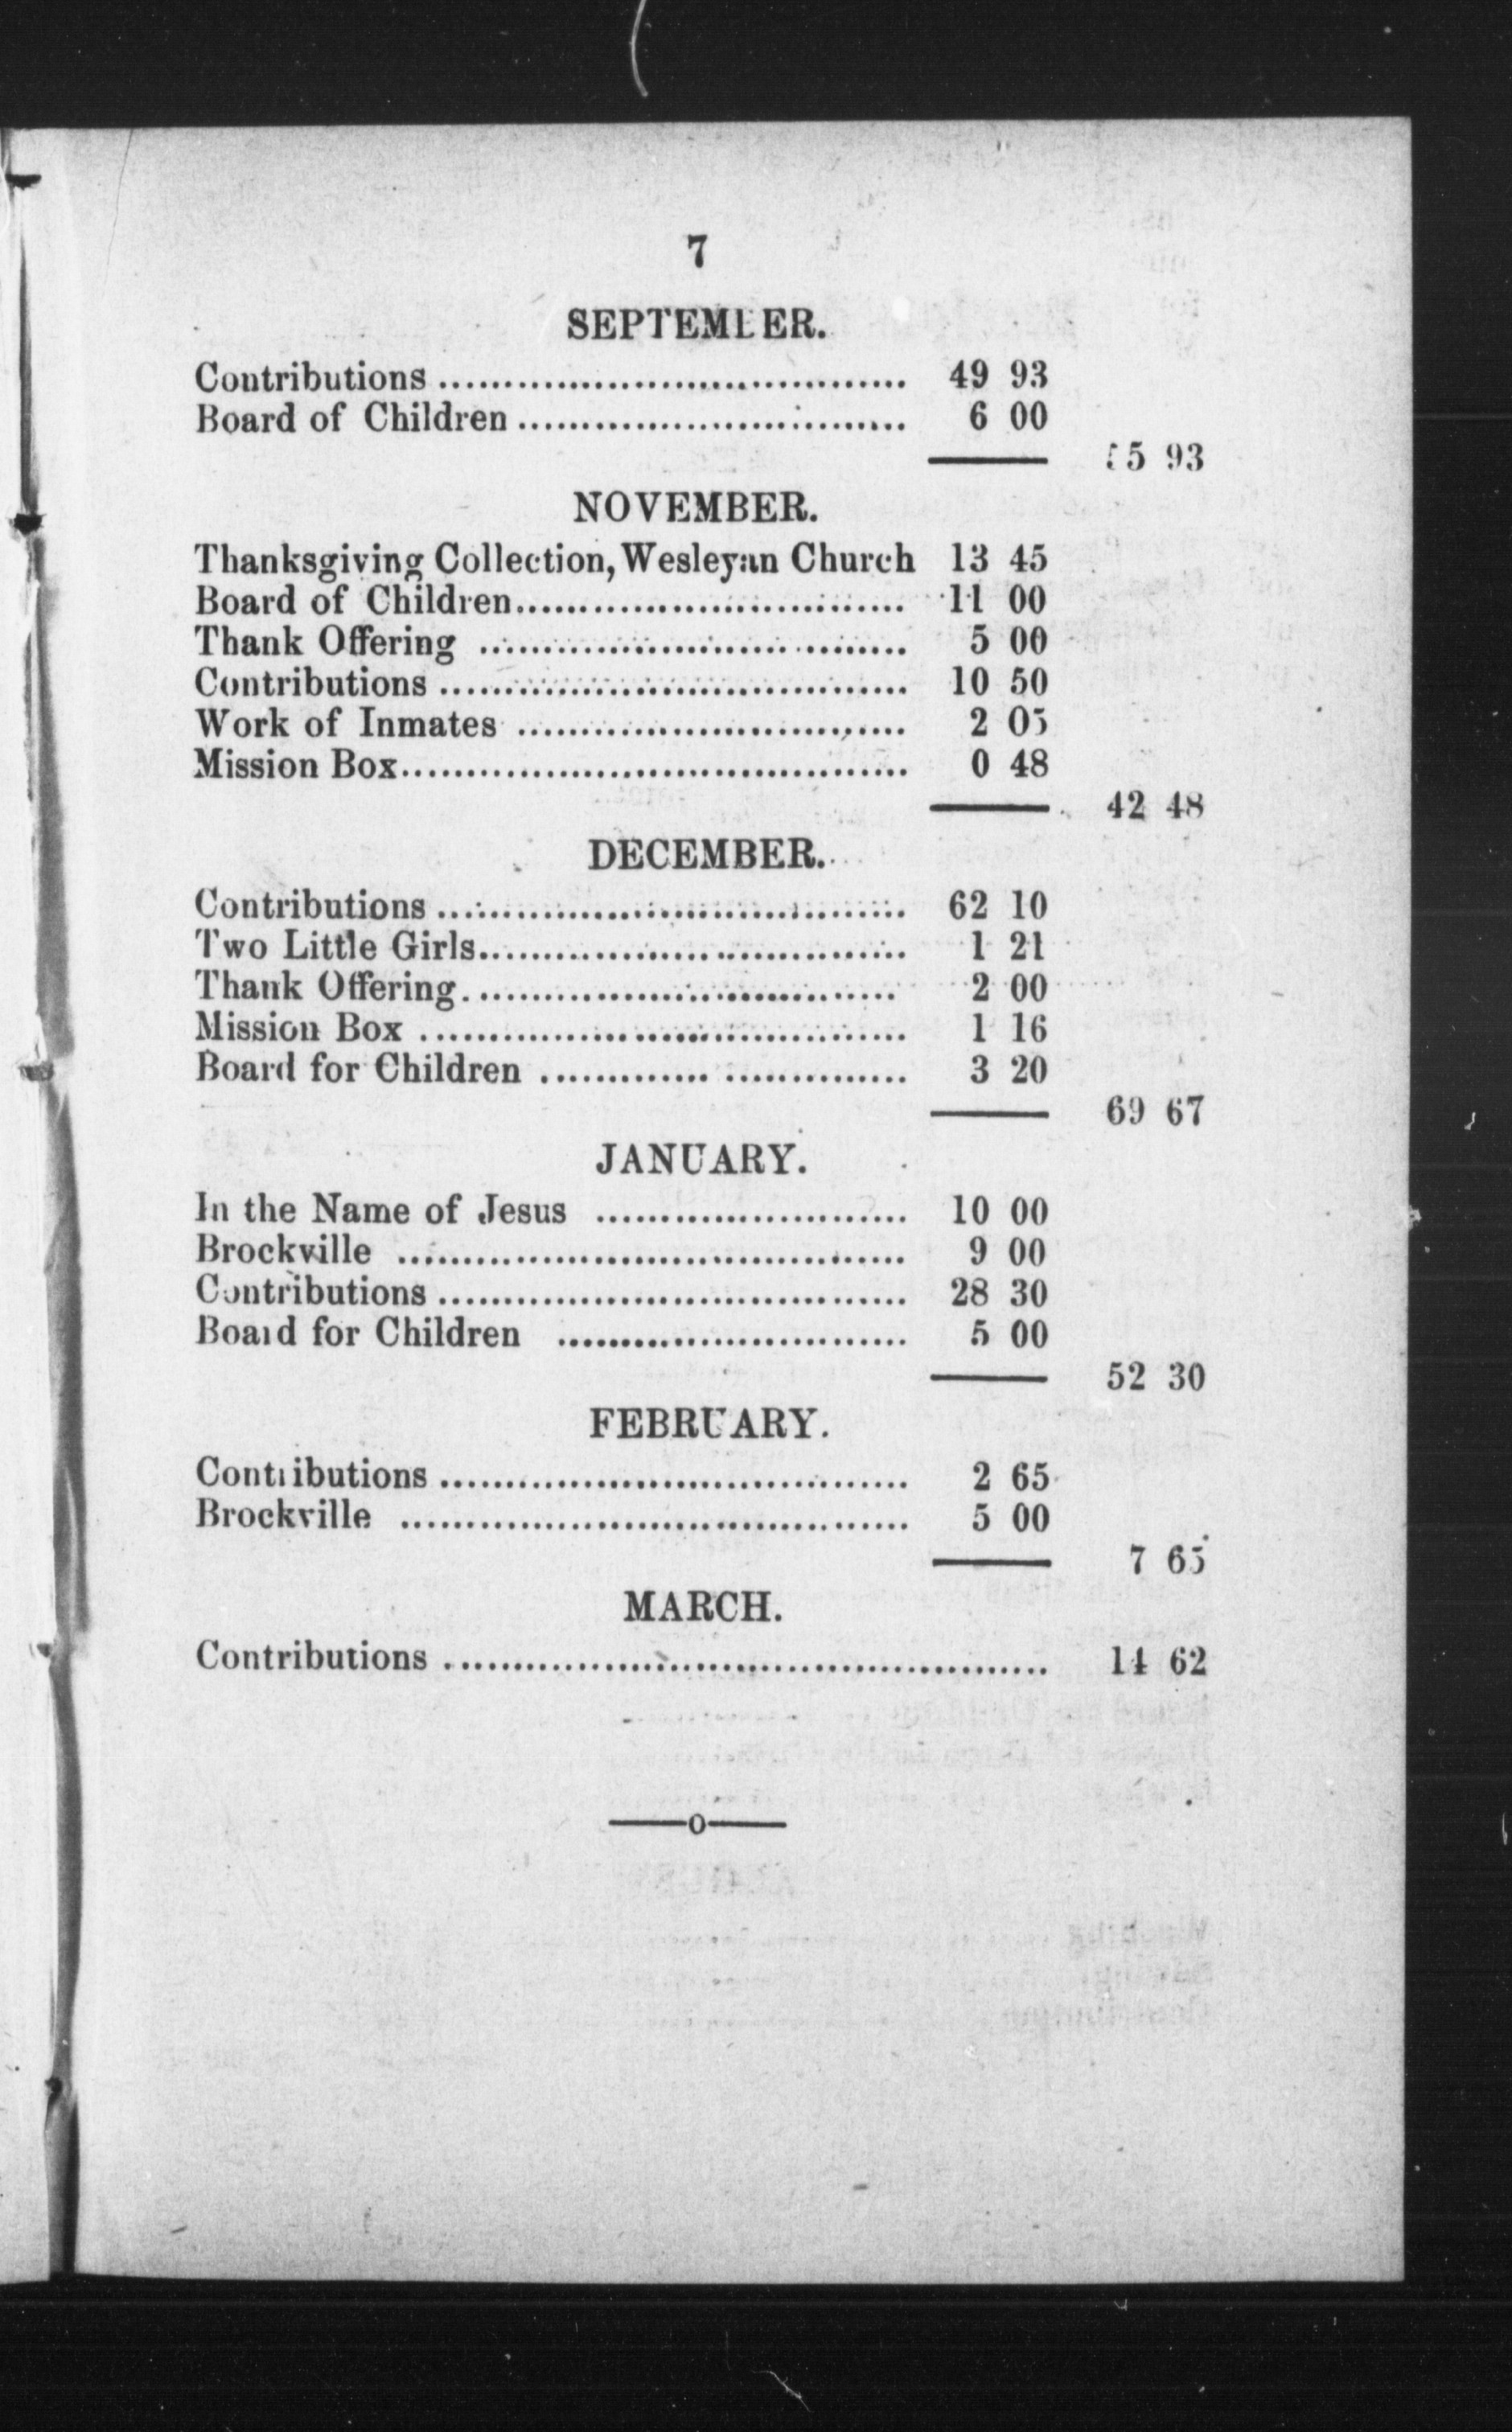 7
SEPTEMBER.
Contributions .................................... 49 93
Board of Children .............................. 6 00
55 93
NOVEMBER.
Thanksgiving Collection, Wesleyan Church 13 45
Board of Children.............................. 11 00
Thank Offering ................................. 5 00
Contributions .................................... 10 50
Work of Inmates .............................. 2 05
Mission Box....................................... 0 48
42 48
DECEMBER.
Contributions .................................... 62 10
Two Little Girls................................. 1 21
Thank Offering.................................. 2 00
Mission Box ...................................... 1 16
Board for Children ............................ 3 20
69 67
JANUARY.
In the Name of Jesus ........................ 10 00
Brockville ....................................... 9 00
Contributions .................................... 28 30
Board for Children ........................... 5 00
52 30
FEBRUARY.
Contributions .................................... 2 65
Brockville ....................................... 5 00
7 65
MARCH.
Contributions .............................................. 14 62
——o——